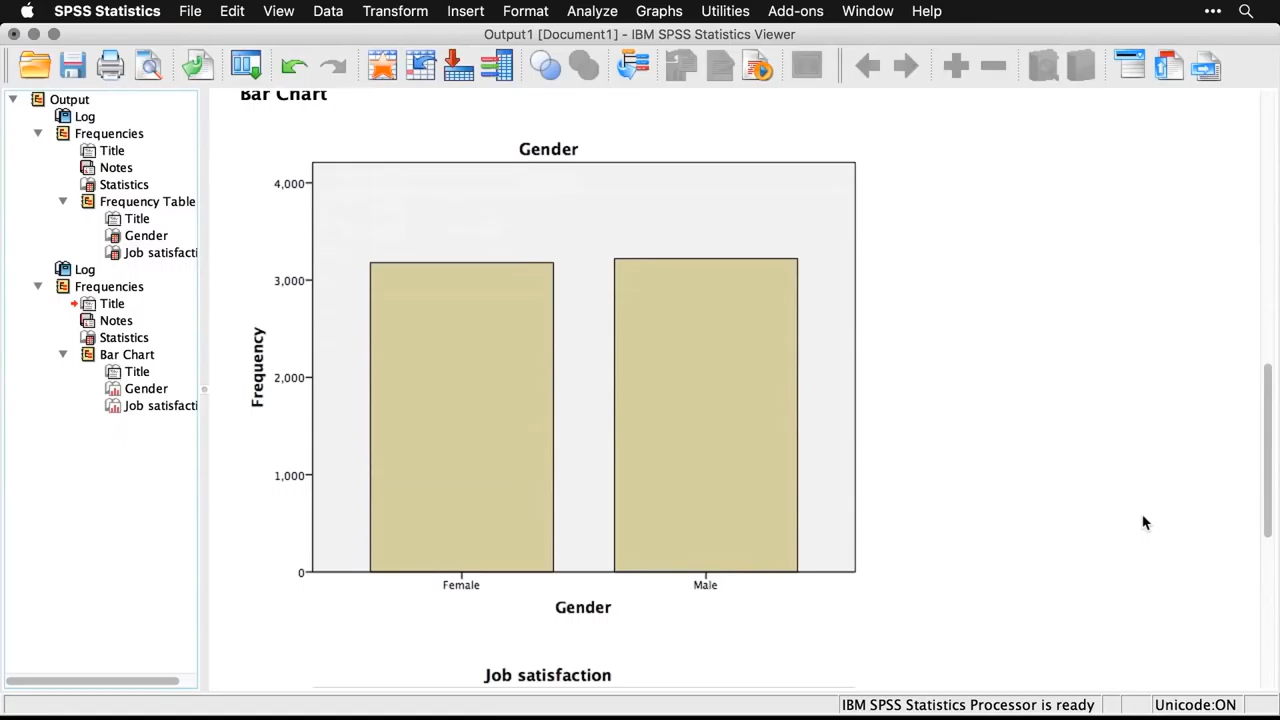 SPSS Statistics File Edit View Data Transform Insert Format Analyze Graphs Utilities Add-ons Window Help
Output1 [Document1] - IBM SPSS Statistics Viewer
Output
Log
Frequencies
Title
Notes
Statistics
Frequency Table
Title
Gender
Job satisfacti
Log
Frequencies
Title
Notes
Statistics
Bar Chart
Title
Gender
Job satisfacti
Bar Chart
Gender
4,000
3,000
2,000
1,000
0
Frequency
Female Male
Gender
Job satisfaction
IBM SPSS Statistics Processor is ready Unicode:ON